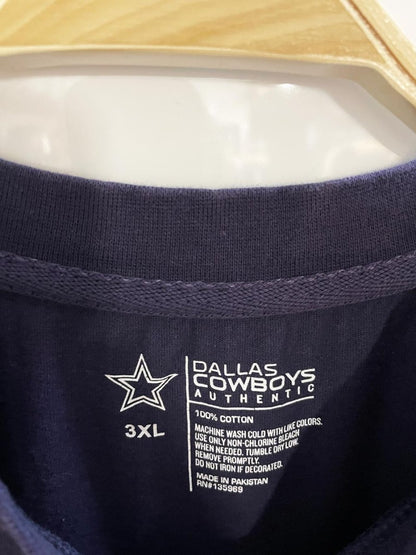 3XL
DALLAS
COWBOYS
AUTHENTIC
100% COTTON
MACHINE WASH COLD WITH LIKE COLORS.
USE ONLY NON-CHLORINE BLEACH
WHEN NEEDED. TUMBLE DRY LOW.
REMOVE PROMPTLY.
DO NOT IRON IF DECORATED.
MADE IN PAKISTAN
RN#135969